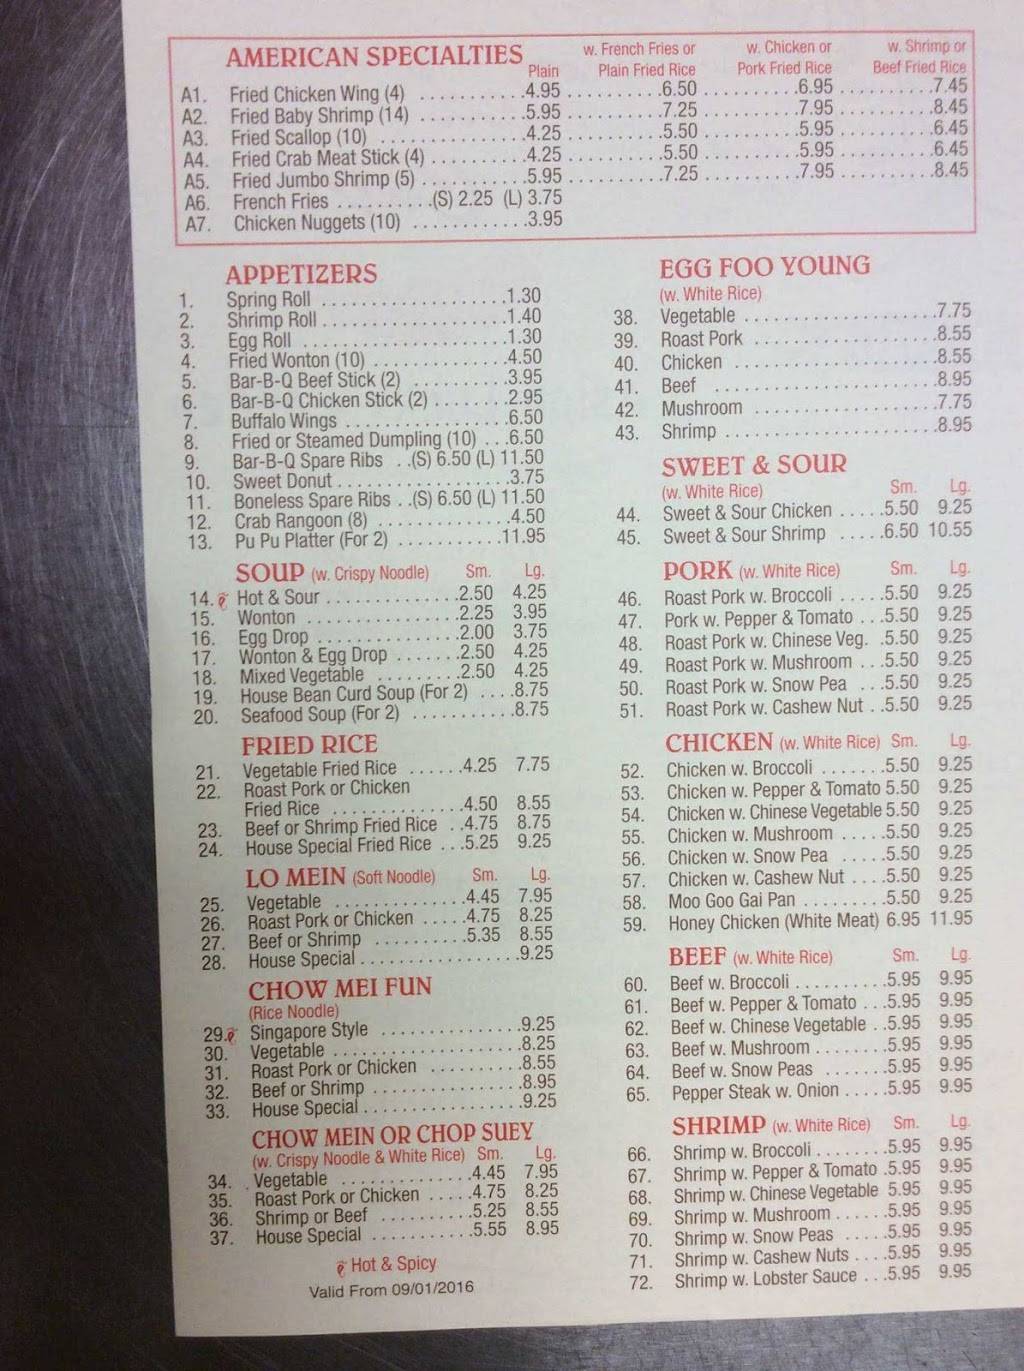 AMERICAN SPECIALTIES Plain w. French Fries or Plain Fried Rice w. Chicken or Pork Fried Rice w. Shrimp or Beef Fried Rice
A1. Fried Chicken Wing (4) ..........4.95..........6.50..........6.95..........7.45
A2. Fried Baby Shrimp (14) ..........5.95..........7.25..........7.95..........8.45
A3. Fried Scallop (10) ..........4.25..........5.50..........5.95..........6.45
A4. Fried Crab Meat Stick (4)..........4.25..........5.50..........5.95..........6.45
A5. Fried Jumbo Shrimp (5)..........5.95..........7.25..........7.95..........8.45
A6. French Fries ..........(S) 2.25 (L) 3.75
A7. Chicken Nuggets (10) ............3.95
APPETIZERS
1. Spring Roll ...................1.30
2. Shrimp Roll...................1.40
3. Egg Roll ......................1.30
4. Fried Wonton (10)..............4.50
5. Bar-B-Q Beef Stick (2) ..........3.95
6. Bar-B-Q Chicken Stick (2)........2.95
7. Buffalo Wings .................6.50
8. Fried or Steamed Dumpling (10) ...6.50
9. Bar-B-Q Spare Ribs ..(S) 6.50 (L) 11.50
10. Sweet Donut..................3.75
11. Boneless Spare Ribs ..(S) 6.50 (L) 11.50
12. Crab Rangoon (8) ..............4.50
13. Pu Pu Platter (For 2) ...........11.95
SOUP (w. Crispy Noodle) Sm. Lg.
14. Hot & Sour ..............2.50 4.25
15. Wonton ................2.25 3.95
16. Egg Drop ...............2.00 3.75
17. Wonton & Egg Drop .......2.50 4.25
18. Mixed Vegetable .........2.50 4.25
19. House Bean Curd Soup (For 2) ....8.75
20. Seafood Soup (For 2) ...........8.75
FRIED RICE
21. Vegetable Fried Rice ......4.25 7.75
22. Roast Pork or Chicken
Fried Rice ..............4.50 8.55
23. Beef or Shrimp Fried Rice ..4.75 8.75
24. House Special Fried Rice ...5.25 9.25
LO MEIN (Soft Noodle) Sm. Lg.
25. Vegetable ..............4.45 7.95
26. Roast Pork or Chicken .....4.75 8.25
27. Beef or Shrimp ..........5.35 8.55
28. House Special.................9.25
CHOW MEI FUN
(Rice Noodle)
29. Singapore Style ...............9.25
30. Vegetable ....................8.25
31. Roast Pork or Chicken ..........8.55
32. Beef or Shrimp ................8.95
33. House Special.................9.25
CHOW MEIN OR CHOP SUEY
(w. Crispy Noodle & White Rice) Sm. Lg.
34. Vegetable ..............4.45 7.95
35. Roast Pork or Chicken .....4.75 8.25
36. Shrimp or Beef ..........5.25 8.55
37. House Special ...........5.55 8.95
Hot & Spicy
Valid From 09/01/2016
EGG FOO YOUNG
(w. White Rice)
38. Vegetable ....................7.75
39. Roast Pork ...................8.55
40. Chicken .....................8.55
41. Beef ........................8.95
42. Mushroom ...................7.75
43. Shrimp ......................8.95
SWEET & SOUR
(w. White Rice) Sm. Lg.
44. Sweet & Sour Chicken .....5.50 9.25
45. Sweet & Sour Shrimp .....6.50 10.55
PORK (w. White Rice) Sm. Lg.
46. Roast Pork w. Broccoli .....5.50 9.25
47. Pork w. Pepper & Tomato ...5.50 9.25
48. Roast Pork w. Chinese Veg. .5.50 9.25
49. Roast Pork w. Mushroom ...5.50 9.25
50. Roast Pork w. Snow Pea ...5.50 9.25
51. Roast Pork w. Cashew Nut ..5.50 9.25
CHICKEN (w. White Rice) Sm. Lg.
52. Chicken w. Broccoli .......5.50 9.25
53. Chicken w. Pepper & Tomato 5.50 9.25
54. Chicken w. Chinese Vegetable 5.50 9.25
55. Chicken w. Mushroom .....5.50 9.25
56. Chicken w. Snow Pea .....5.50 9.25
57. Chicken w. Cashew Nut ....5.50 9.25
58. Moo Goo Gai Pan .........5.50 9.25
59. Honey Chicken (White Meat) 6.95 11.95
BEEF (w. White Rice) Sm. Lg.
60. Beef w. Broccoli ..........5.95 9.95
61. Beef w. Pepper & Tomato ...5.95 9.95
62. Beef w. Chinese Vegetable ..5.95 9.95
63. Beef w. Mushroom ........5.95 9.95
64. Beef w. Snow Peas .......5.95 9.95
65. Pepper Steak w. Onion .....5.95 9.95
SHRIMP (w. White Rice) Sm. Lg.
66. Shrimp w. Broccoli........5.95 9.95
67. Shrimp w. Pepper & Tomato .5.95 9.95
68. Shrimp w. Chinese Vegetable 5.95 9.95
69. Shrimp w. Mushroom ......5.95 9.95
70. Shrimp w. Snow Peas .....5.95 9.95
71. Shrimp w. Cashew Nuts ....5.95 9.95
72. Shrimp w. Lobster Sauce ...5.95 9.95